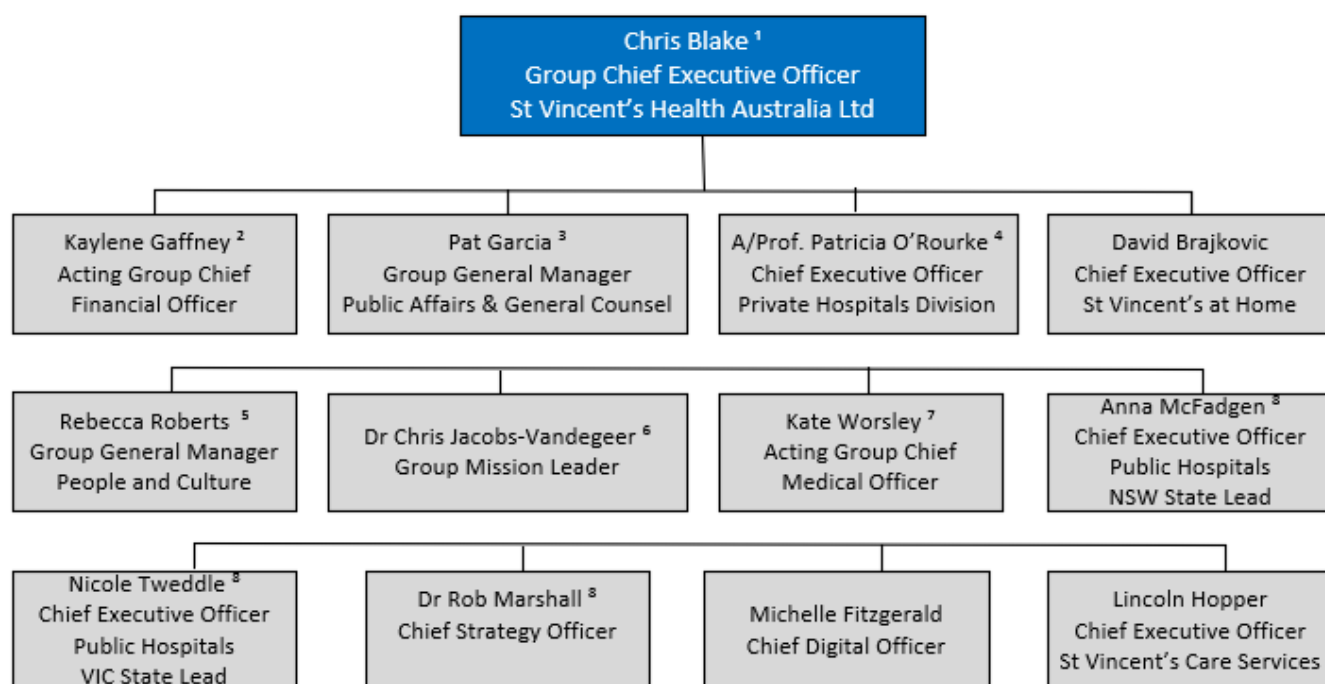 Chris Blake ¹
Group Chief Executive Officer
St Vincent’s Health Australia Ltd
Kaylene Gaffney ²
Acting Group Chief
Financial Officer
Pat Garcia ³
Group General Manager
Public Affairs & General Counsel
A/Prof. Patricia O’Rourke ⁴
Chief Executive Officer
Private Hospitals Division
David Brajkovic
Chief Executive Officer
St Vincent’s at Home
Rebecca Roberts ⁵
Group General Manager
People and Culture
Dr Chris Jacobs-Vandegeer ⁶
Group Mission Leader
Kate Worsley ⁷
Acting Group Chief
Medical Officer
Anna McFadgen ⁸
Chief Executive Officer
Public Hospitals
NSW State Lead
Nicole Tweddle ⁸
Chief Executive Officer
Public Hospitals
VIC State Lead
Dr Rob Marshall ⁸
Chief Strategy Officer
Michelle Fitzgerald
Chief Digital Officer
Lincoln Hopper
Chief Executive Officer
St Vincent’s Care Services